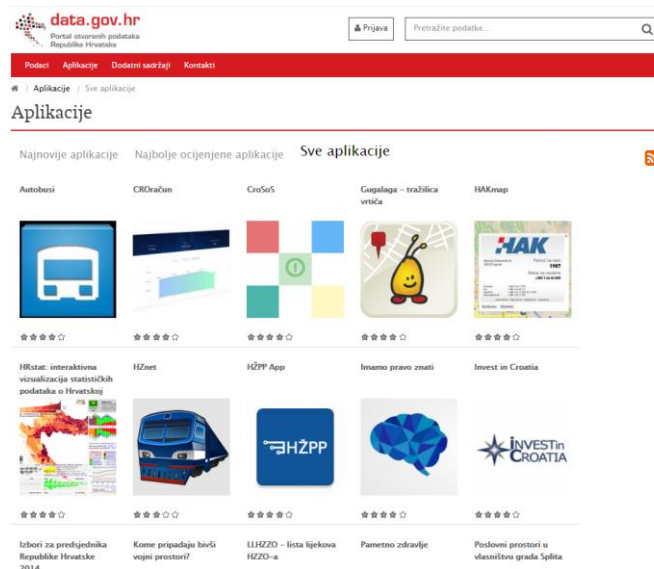 data.gov.hr
Portal otvorenih podataka
Republike Hrvatske
Prijava
Pretražite podatke...
Podaci Aplikacije Dodatni sadržaji Kontakti
/ Aplikacije / Sve aplikacije
Aplikacije
Najnovije aplikacije Najbolje ocijenjene aplikacije Sve aplikacije
Autobusi CROračun CroSoS Gugalaga – tražilica HAKmap
vrtića
HAK
HRstat: interaktivna HZnet HŽPP App Imamo pravo znati Invest in Croatia
vizualizacija statističkih
podataka o Hrvatskoj
HŽPP
INVESTin
CROATIA
Izbori za predsjednika Kome pripadaju bivši LLHZZO – lista lijekova Pametno zdravlje Poslovni prostori u
Republike Hrvatske vojni prostori? HZZO-a vlasništvu grada Splita
2014